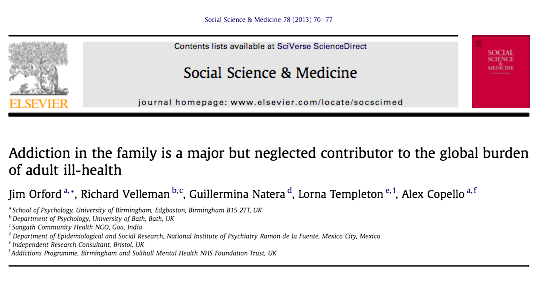 Social Science & Medicine 78 (2013) 70–77
Contents lists available at SciVerse ScienceDirect
Social Science & Medicine
journal homepage: www.elsevier.com/locate/socscimed
ELSEVIER
SOCIAL
SCIENCE
& MEDICINE
Addiction in the family is a major but neglected contributor to the global burden
of adult ill-health
Jim Orford a,*, Richard Velleman b,c, Guillermina Natera d, Lorna Templeton e,1, Alex Copello a,f
a School of Psychology, University of Birmingham, Edgbaston, Birmingham B15 2TT, UK
b Department of Psychology, University of Bath, Bath, UK
c Sangath Community Health NGO, Goa, India
d Department of Epidemiological and Social Research, National Institute of Psychiatry Ramon de la Fuente, Mexico City, Mexico
e Independent Research Consultant, Bristol, UK
f Addictions Programme, Birmingham and Solihull Mental Health NHS Foundation Trust, UK